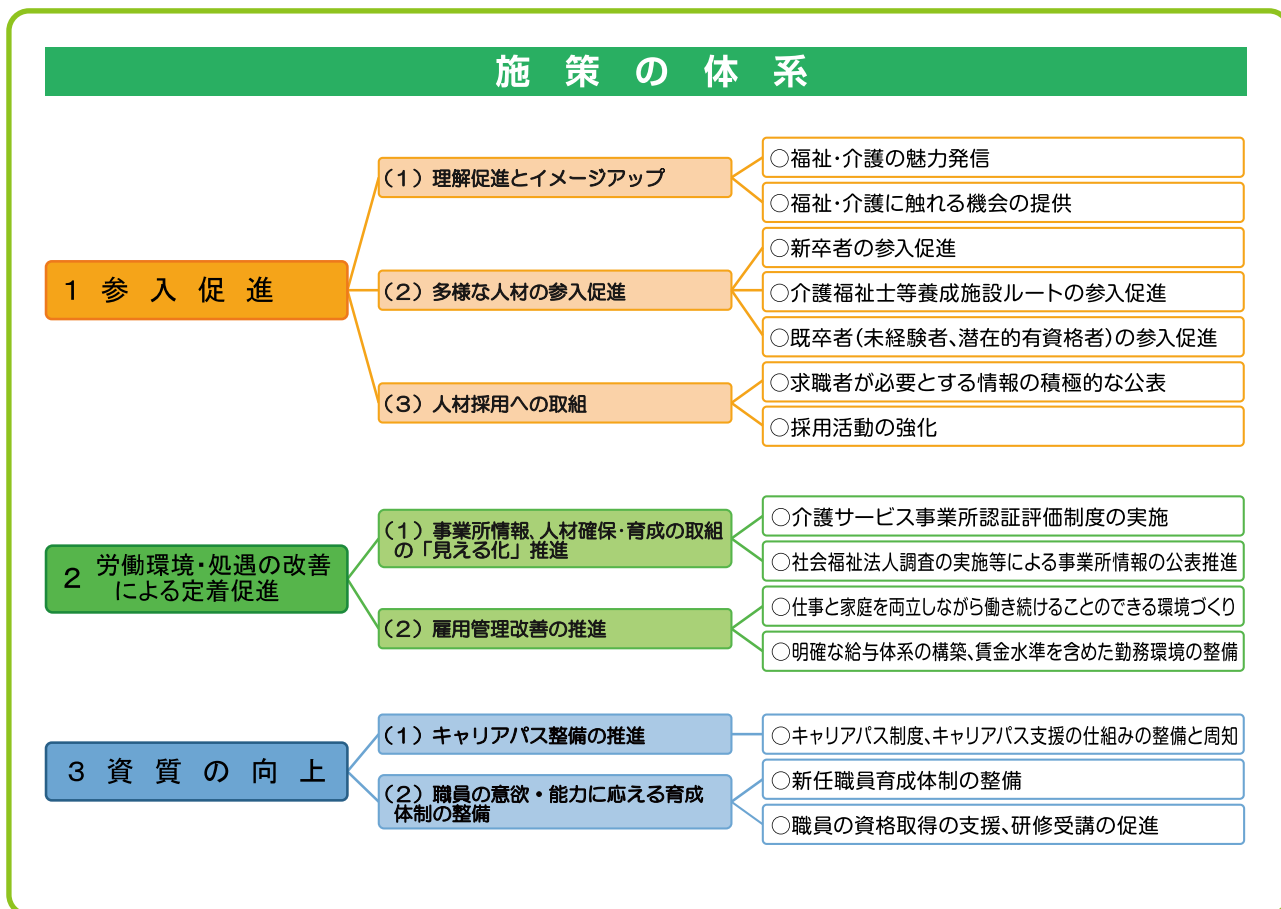 施策の体系
1 参入促進
(1) 理解促進とイメージアップ
○福祉・介護の魅力発信
○福祉・介護に触れる機会の提供
(2) 多様な人材の参入促進
○新卒者の参入促進
○介護福祉士等養成施設ルートの参入促進
○既卒者(未経験者、潜在的有資格者)の参入促進
(3) 人材採用への取組
○求職者が必要とする情報の積極的な公表
○採用活動の強化
2 労働環境・処遇の改善
による定着促進
(1) 事業所情報、人材確保・育成の取組
の「見える化」推進
○介護サービス事業所認証評価制度の実施
○社会福祉法人調査の実施等による事業所情報の公表推進
(2) 雇用管理改善の推進
○仕事と家庭を両立しながら働き続けることのできる環境づくり
○明確な給与体系の構築、賃金水準を含めた勤務環境の整備
3 資質の向上
(1) キャリアパス整備の推進
○キャリアパス制度、キャリアパス支援の仕組みの整備と周知
(2) 職員の意欲・能力に応える育成
体制の整備
○新任職員育成体制の整備
○職員の資格取得の支援、研修受講の促進